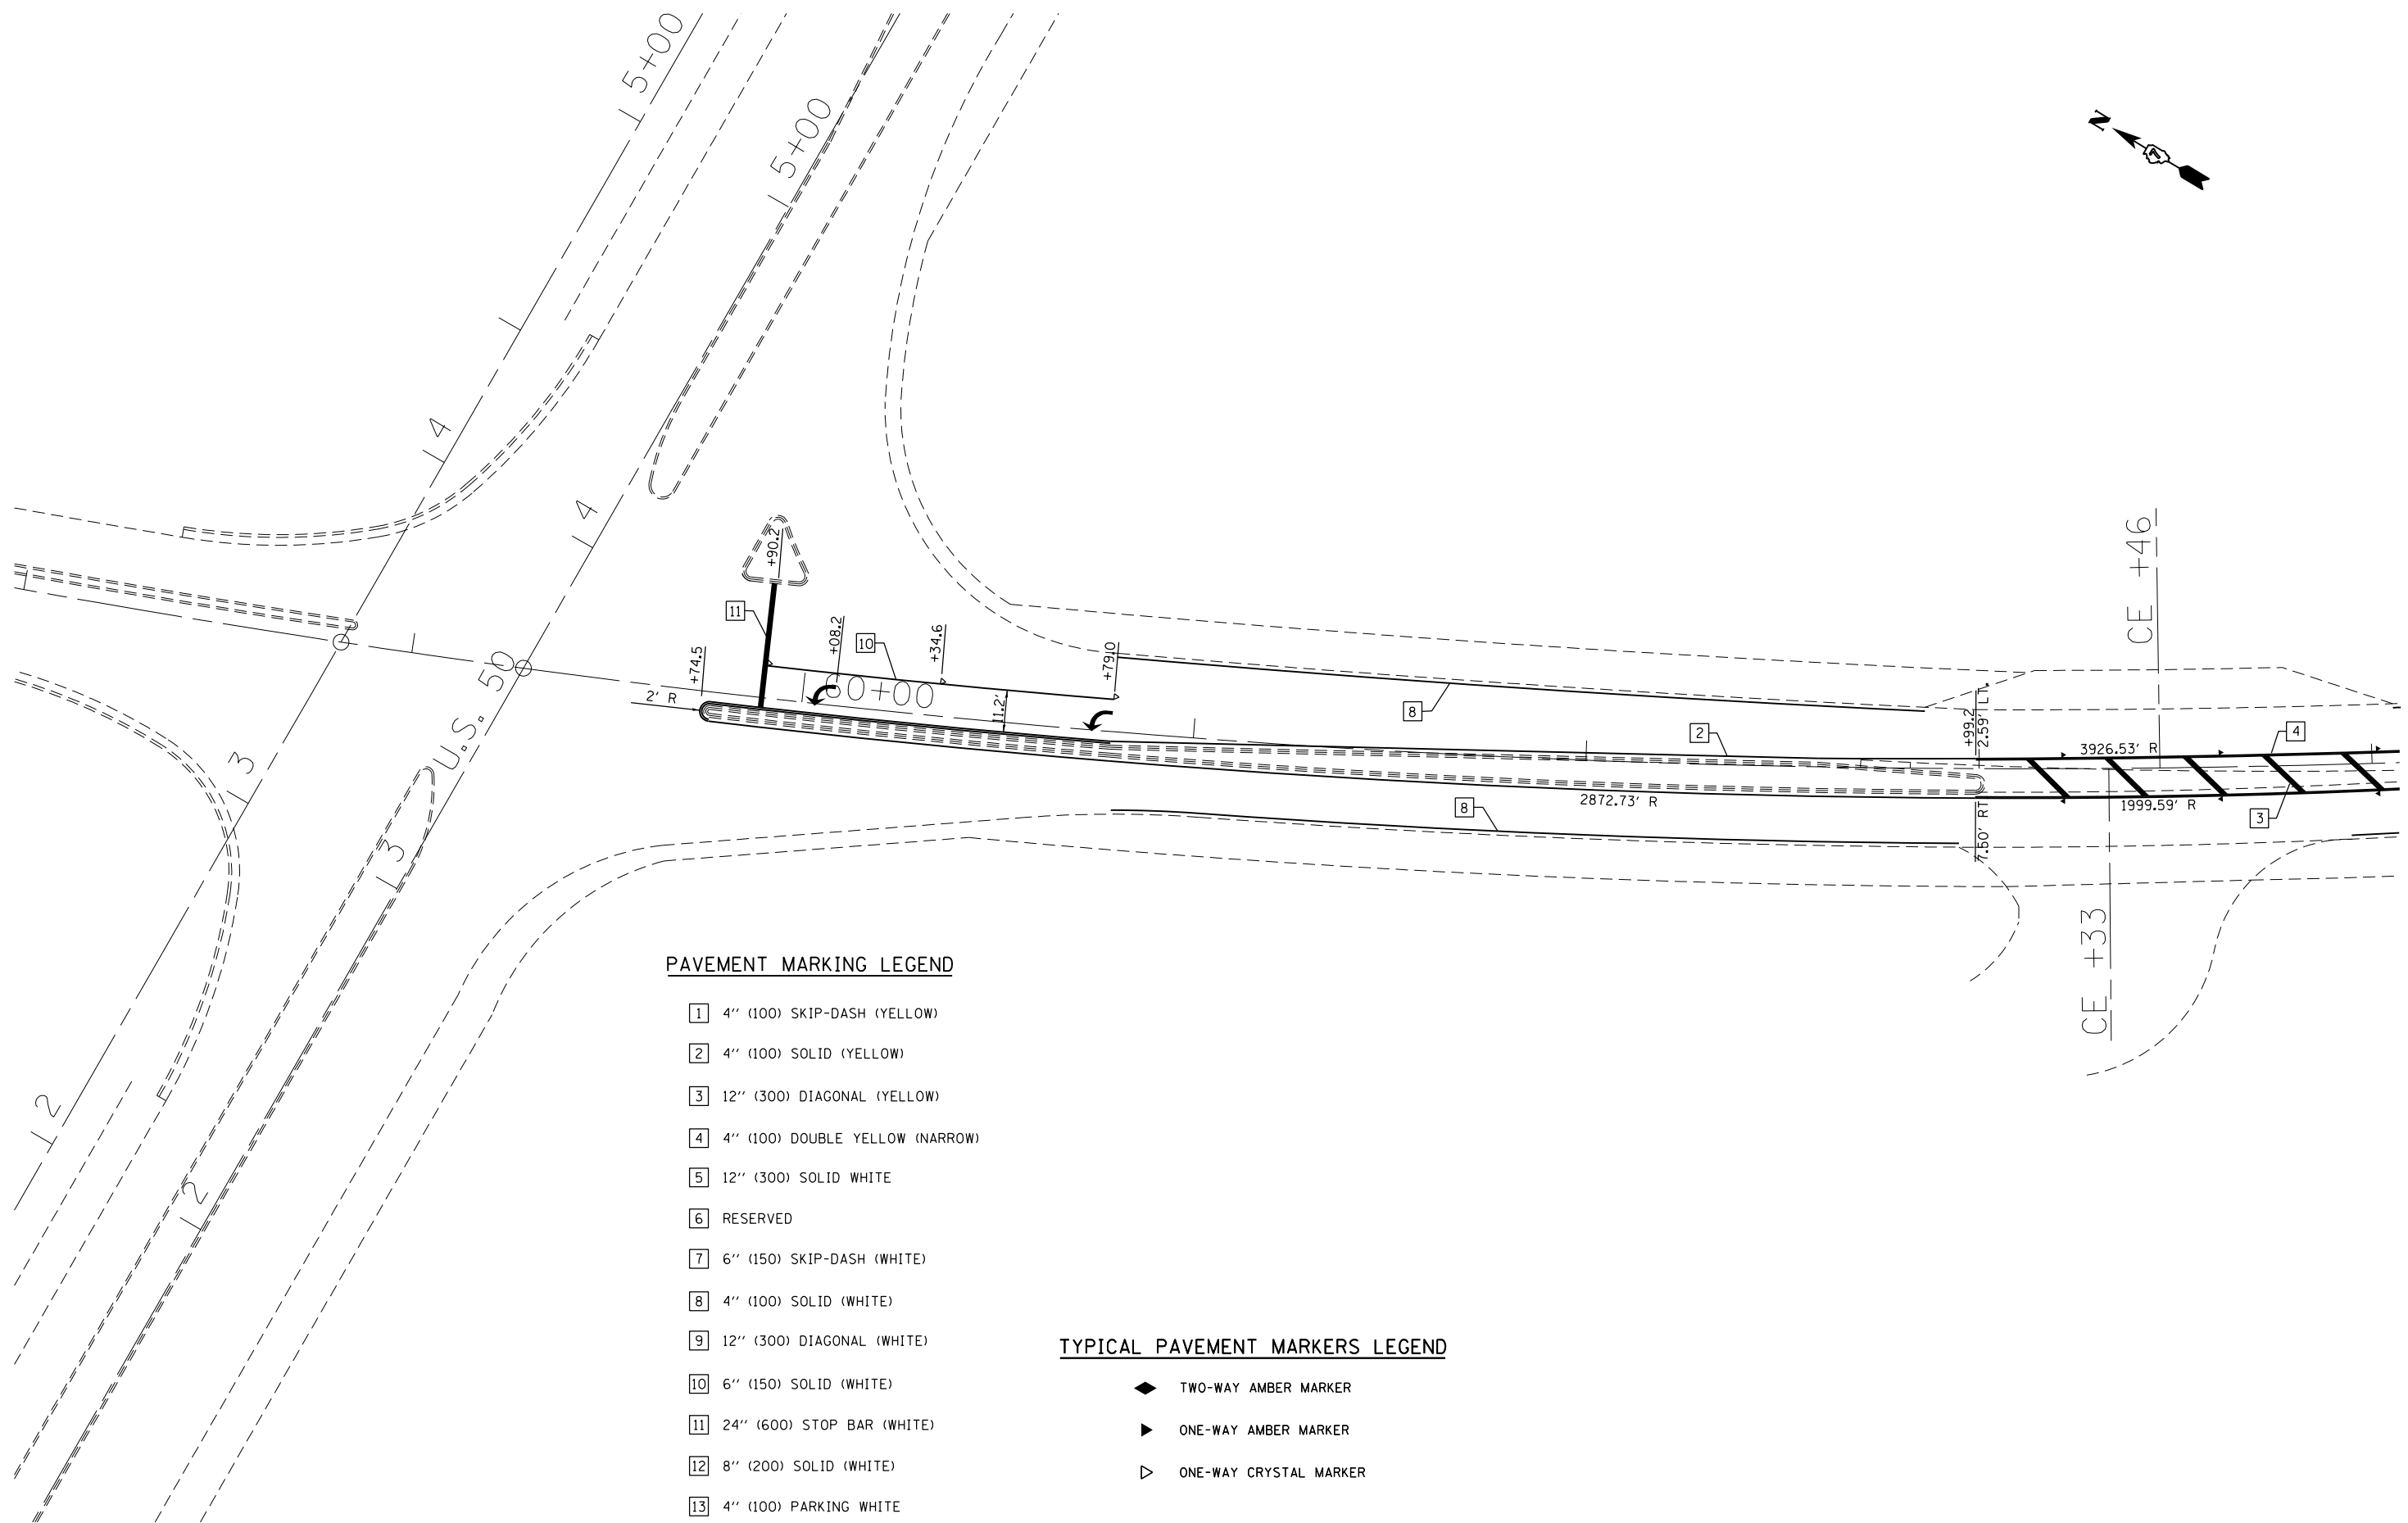 5+00
5+00
N
4
4
CE +46
+90.2
11
+08.2
10
+34.6
+79.0
+74.5
2' R
60+00
11.2'
8
2
+99.2
2.59' LT.
3926.53' R
4
U.S. 50
3
3
8
2872.73' R
7.50' RT
1999.59' R
3
CE +33
2
2
PAVEMENT MARKING LEGEND
1 4'' (100) SKIP-DASH (YELLOW)
2 4'' (100) SOLID (YELLOW)
3 12'' (300) DIAGONAL (YELLOW)
4 4'' (100) DOUBLE YELLOW (NARROW)
5 12'' (300) SOLID WHITE
6 RESERVED
7 6'' (150) SKIP-DASH (WHITE)
8 4'' (100) SOLID (WHITE)
9 12'' (300) DIAGONAL (WHITE)
10 6'' (150) SOLID (WHITE)
11 24'' (600) STOP BAR (WHITE)
12 8'' (200) SOLID (WHITE)
13 4'' (100) PARKING WHITE
TYPICAL PAVEMENT MARKERS LEGEND
TWO-WAY AMBER MARKER
ONE-WAY AMBER MARKER
ONE-WAY CRYSTAL MARKER